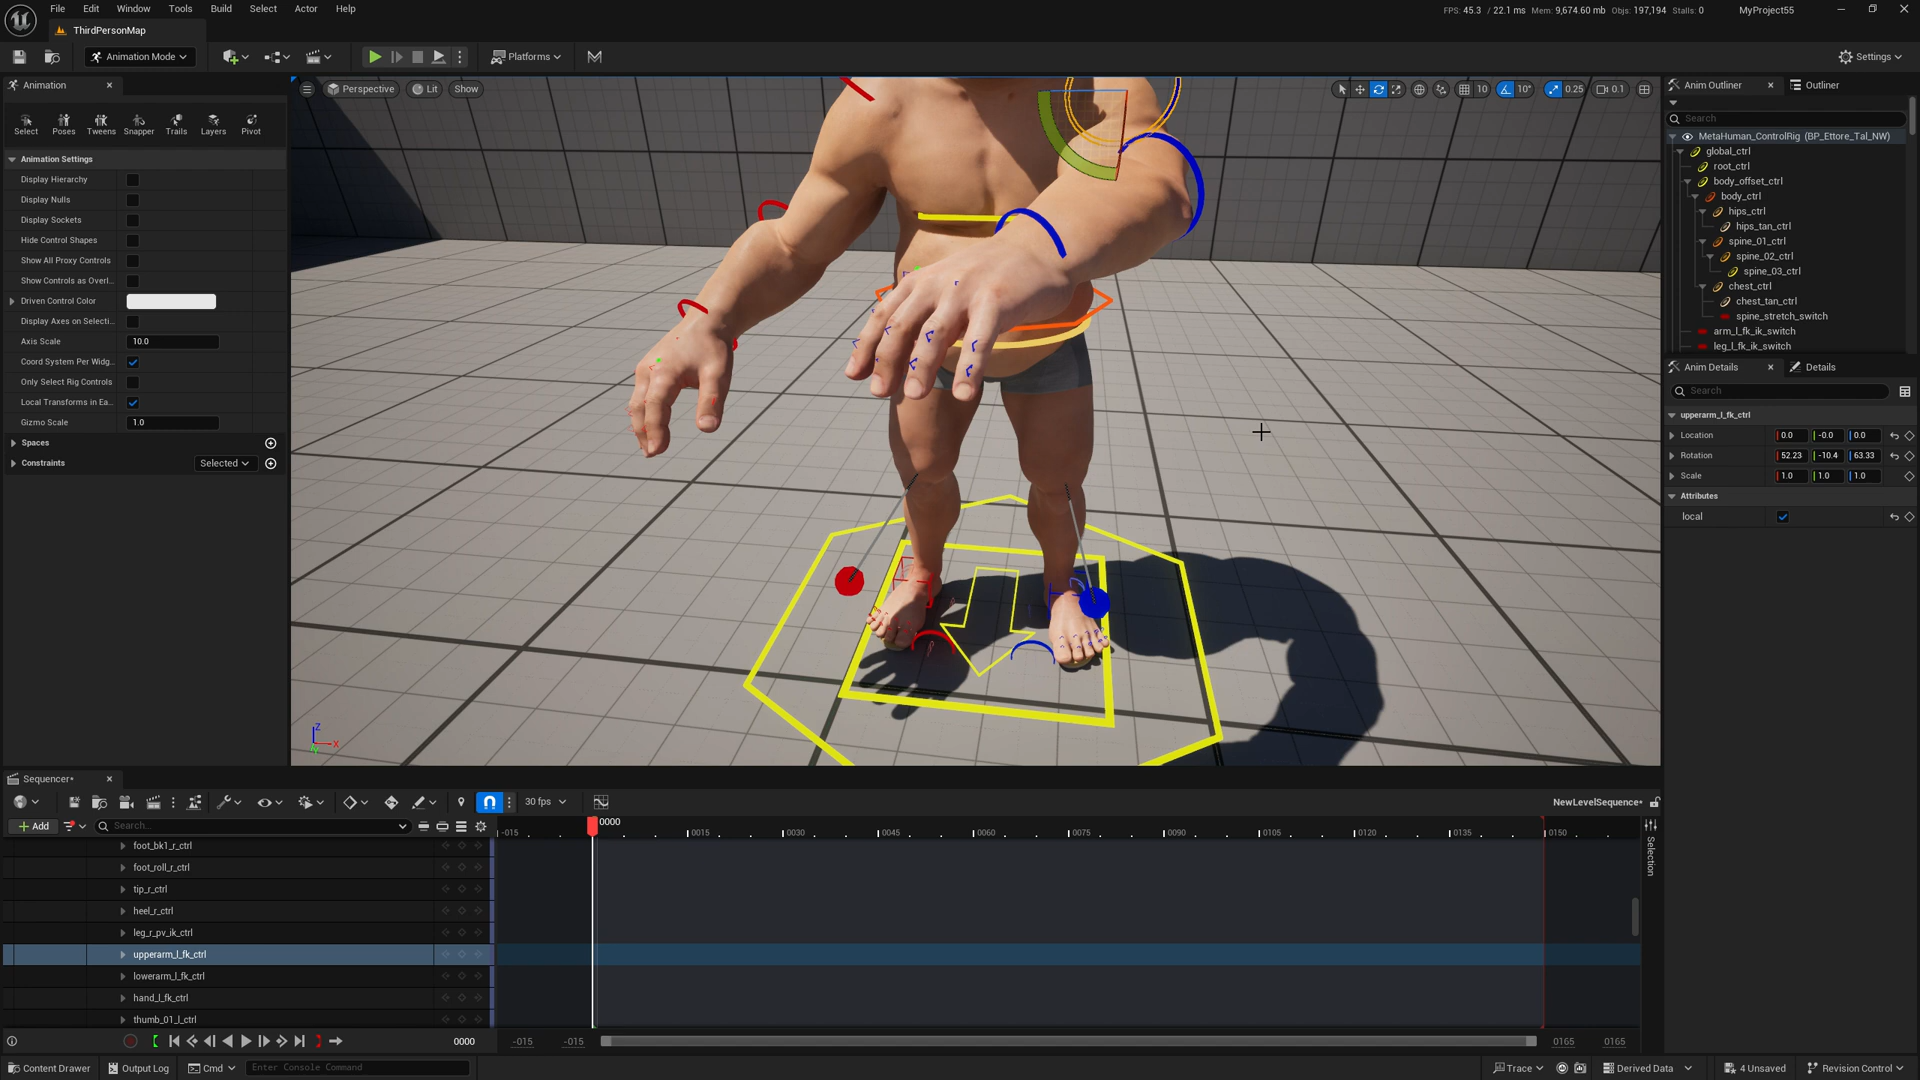 File Edit Window Tools Build Select Actor Help
FPS: 45.3 / 22.1 ms Mem: 9,674.60 mb Objs: 197,194 Stalls: 0
MyProject55
ThirdPersonMap
Animation Mode
Platforms
Settings
Animation
Perspective
Lit
Show
10
10°
0.25
0.1
Anim Outliner
Outliner
Search
Select Poses Tweens Snapper Trails Layers Pivot
Animation Settings
Display Hierarchy
Display Nulls
Display Sockets
Hide Control Shapes
Show All Proxy Controls
Show Controls as Overl...
Driven Control Color
Display Axes on Selecti...
Axis Scale 10.0
Coord System Per Widg...
Only Select Rig Controls
Local Transforms in Ea...
Gizmo Scale 1.0
Spaces
Constraints Selected
MetaHuman_ControlRig (BP_Ettore_Tal_NW)
global_ctrl
root_ctrl
body_offset_ctrl
body_ctrl
hips_ctrl
hips_tan_ctrl
spine_01_ctrl
spine_02_ctrl
spine_03_ctrl
chest_ctrl
chest_tan_ctrl
spine_stretch_switch
arm_l_fk_ik_switch
leg_l_fk_ik_switch
Anim Details
Details
Search
upperarm_l_fk_ctrl
Location 0.0 -0.0 0.0
Rotation 52.23 -10.4 63.33
Scale 1.0 1.0 1.0
Attributes
local
Z
X
Sequencer*
30 fps
NewLevelSequence*
Add
Search...
-015 0000 0015 0030 0045 0060 0075 0090 0105 0120 0135 0150
Selection
foot_bk1_r_ctrl
foot_roll_r_ctrl
tip_r_ctrl
heel_r_ctrl
leg_r_pv_ik_ctrl
upperarm_l_fk_ctrl
lowerarm_l_fk_ctrl
hand_l_fk_ctrl
thumb_01_l_ctrl
0000 -015 -015 0165 0165
Content Drawer
Output Log
Cmd
Enter Console Command
Trace
Derived Data
4 Unsaved
Revision Control